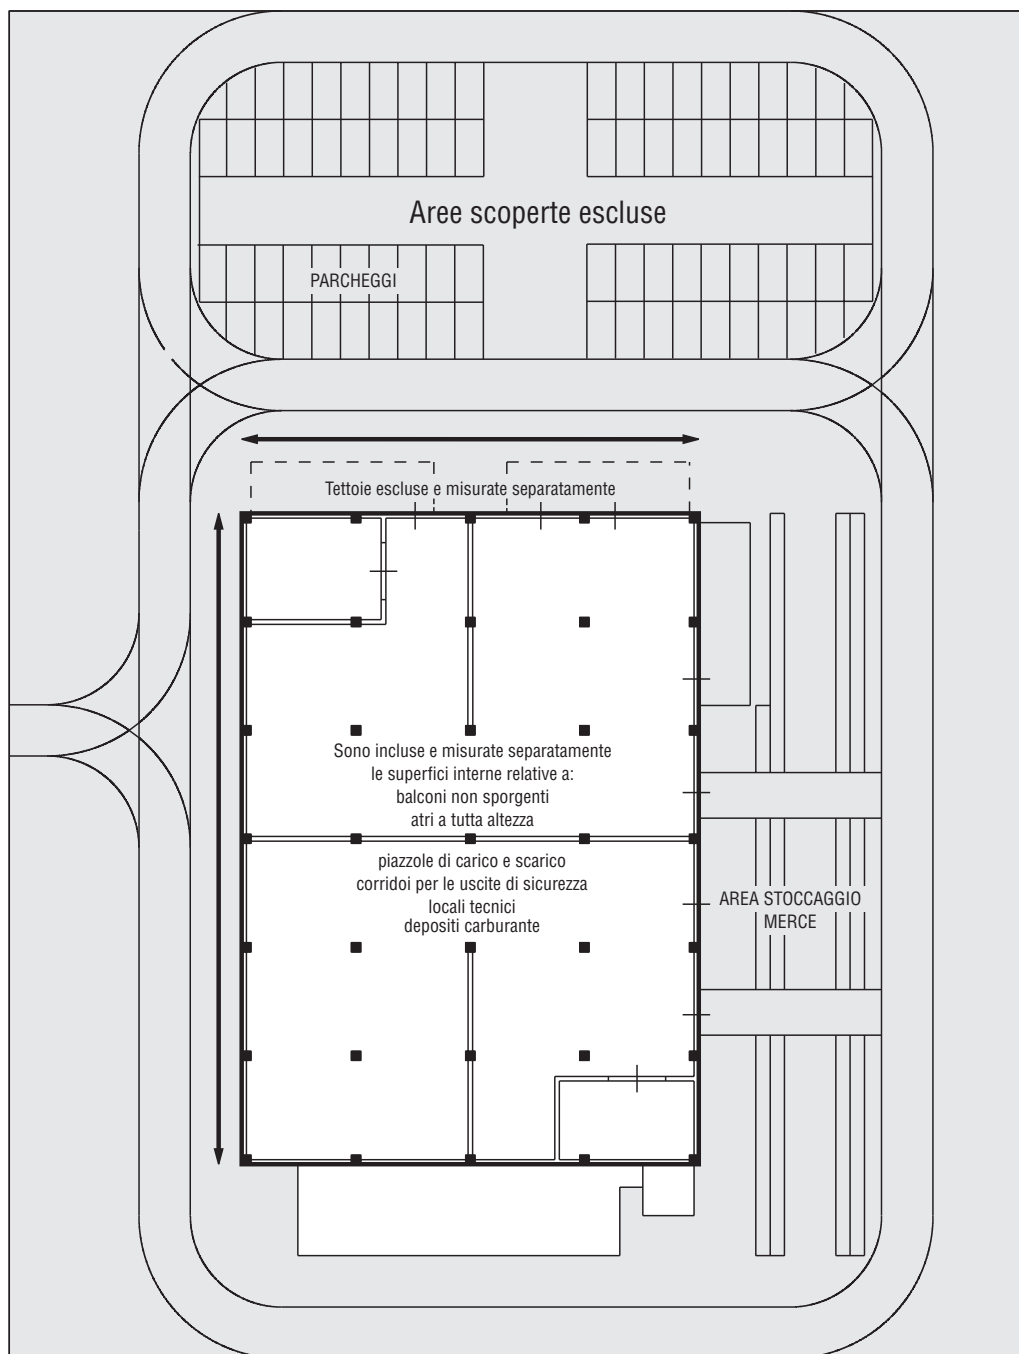 Aree scoperte escluse
PARCHEGGI
Tettoie escluse e misurate separatamente
Sono incluse e misurate separatamente
le superfici interne relative a:
balconi non sporgenti
atri a tutta altezza
piazzole di carico e scarico
corridoi per le uscite di sicurezza
locali tecnici
depositi carburante
AREA STOCCAGGIO
MERCE